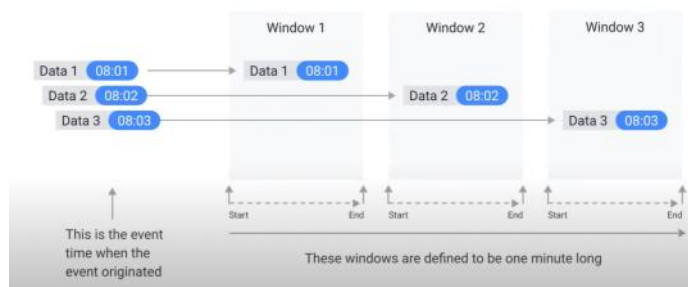 Window 1
Window 2
Window 3
Data 1 08:01
Data 1 08:01
Data 2 08:02
Data 2 08:02
Data 3 08:03
Data 3 08:03
Start
End
Start
End
Start
End
This is the event
time when the
event originated
These windows are defined to be one minute long